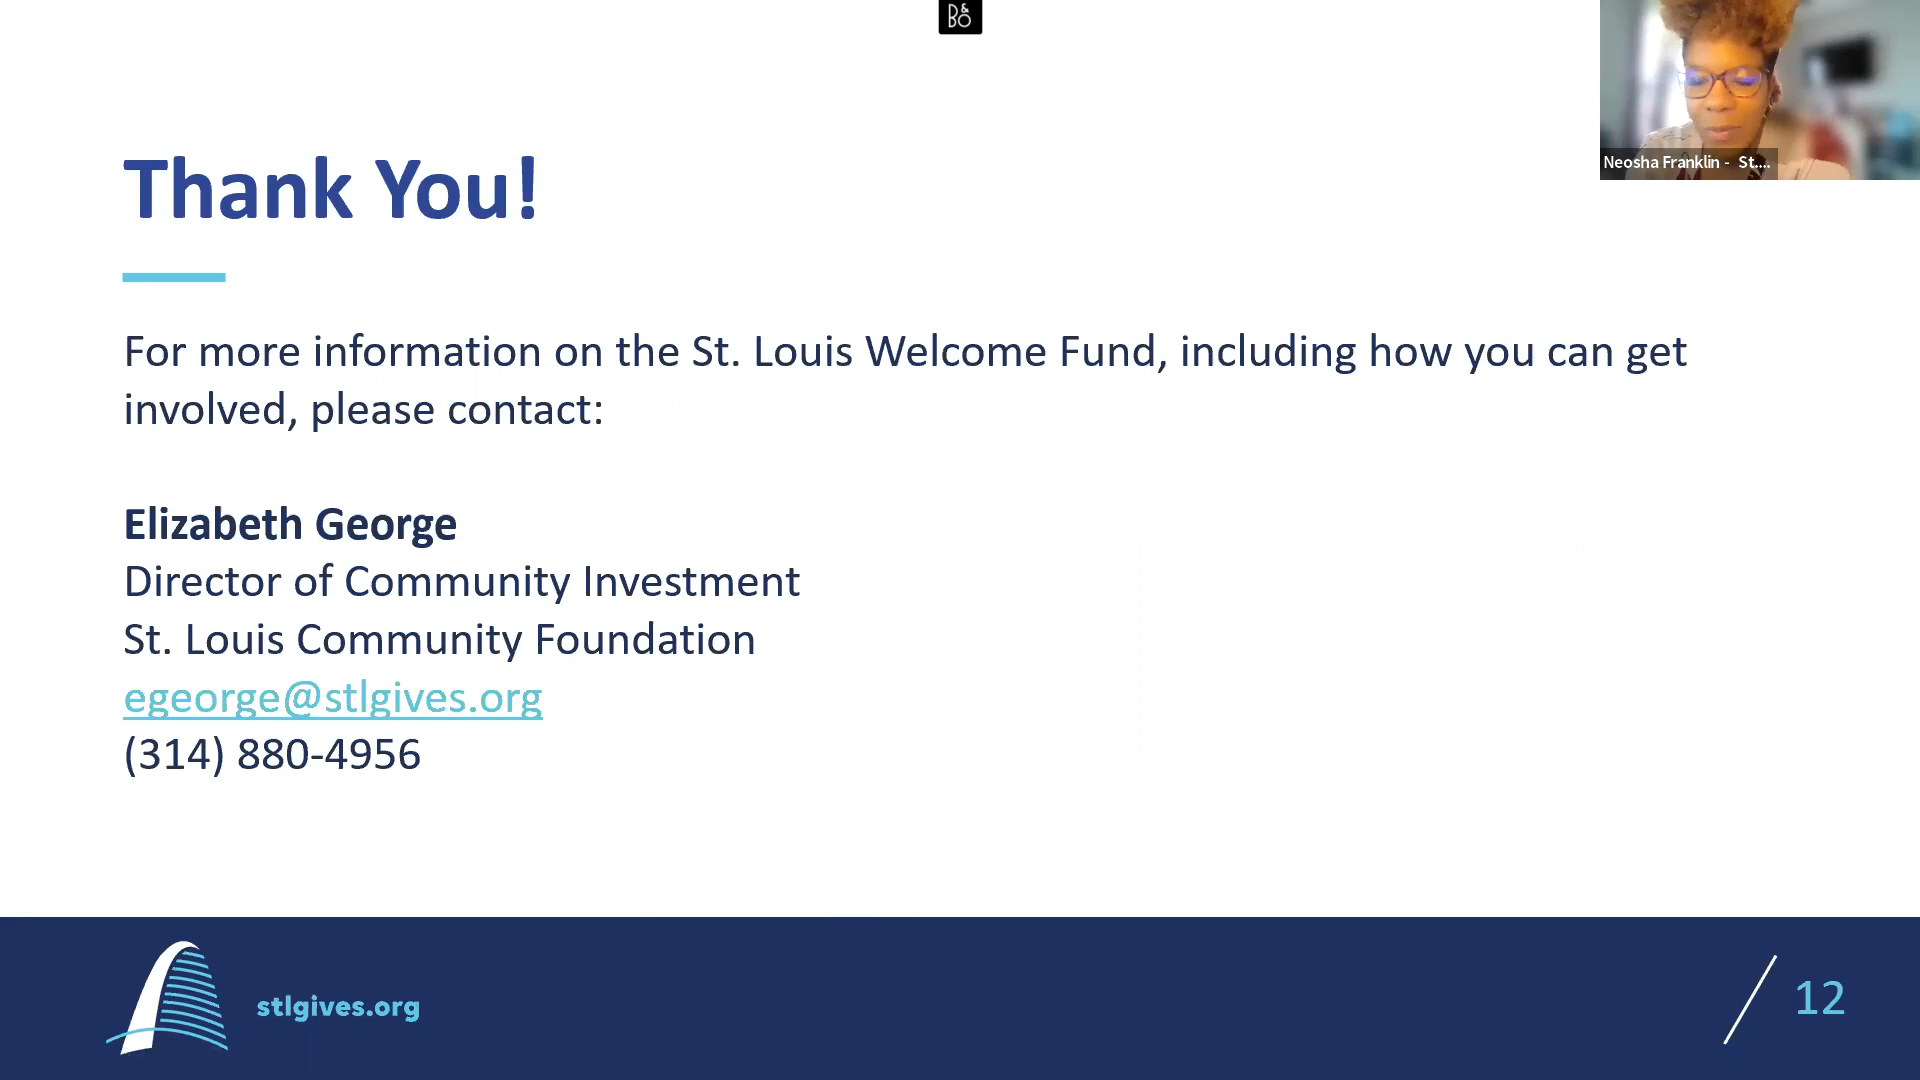 B&O
Neosha Franklin - St....
Thank You!
For more information on the St. Louis Welcome Fund, including how you can get
involved, please contact:
Elizabeth George
Director of Community Investment
St. Louis Community Foundation
egeorge@stlgives.org
(314) 880-4956
stlgives.org
12